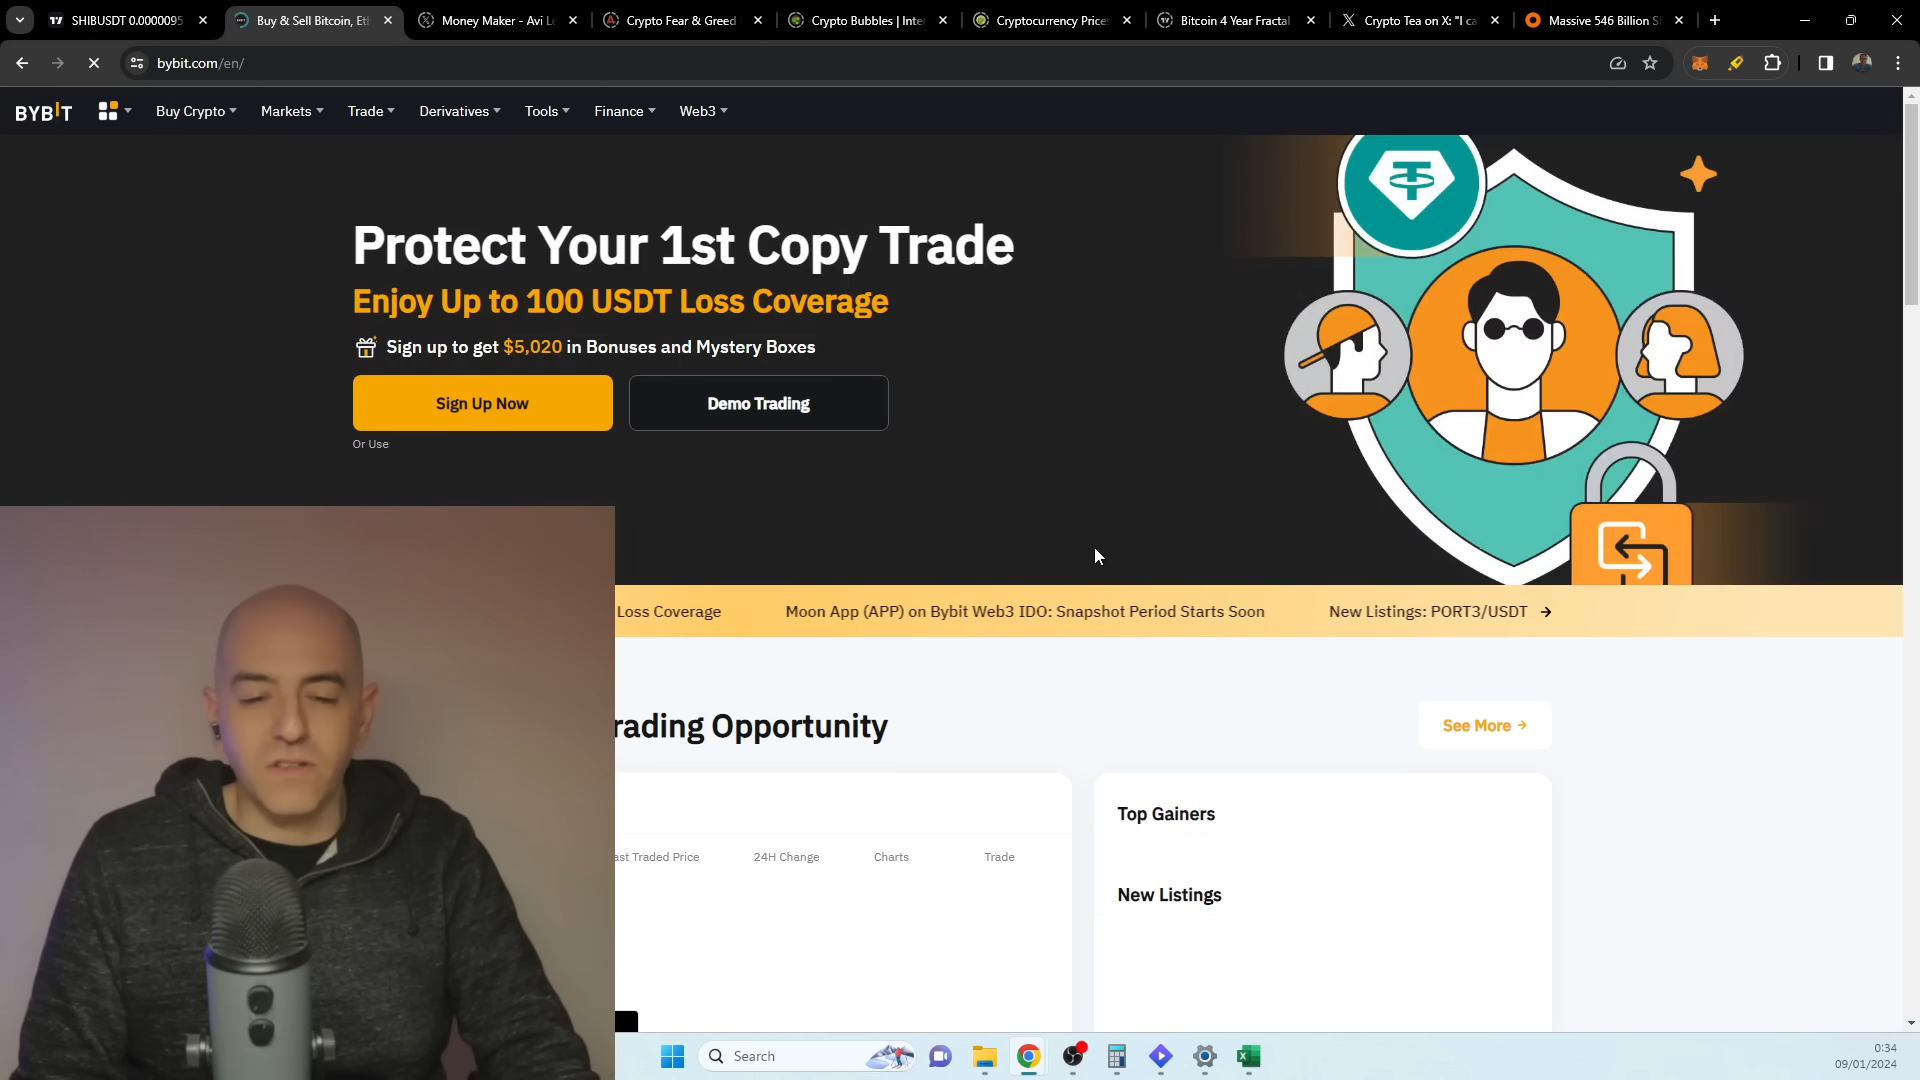 SHIBUSDT 0.0000095
Buy & Sell Bitcoin, Et
Money Maker - Avi Le
Crypto Fear & Greed
Crypto Bubbles | Inter
Cryptocurrency Prices
Bitcoin 4 Year Fractal
Crypto Tea on X: "I ca
Massive 546 Billion S
bybit.com/en/
BYBIT
Buy Crypto
Markets
Trade
Derivatives
Tools
Finance
Web3
Protect Your 1st Copy Trade
Enjoy Up to 100 USDT Loss Coverage
Sign up to get $5,020 in Bonuses and Mystery Boxes
Sign Up Now
Demo Trading
Or Use
Loss Coverage
Moon App (APP) on Bybit Web3 IDO: Snapshot Period Starts Soon
New Listings: PORT3/USDT
rading Opportunity
See More
Top Gainers
ast Traded Price
24H Change
Charts
Trade
New Listings
Search
0:34
09/01/2024